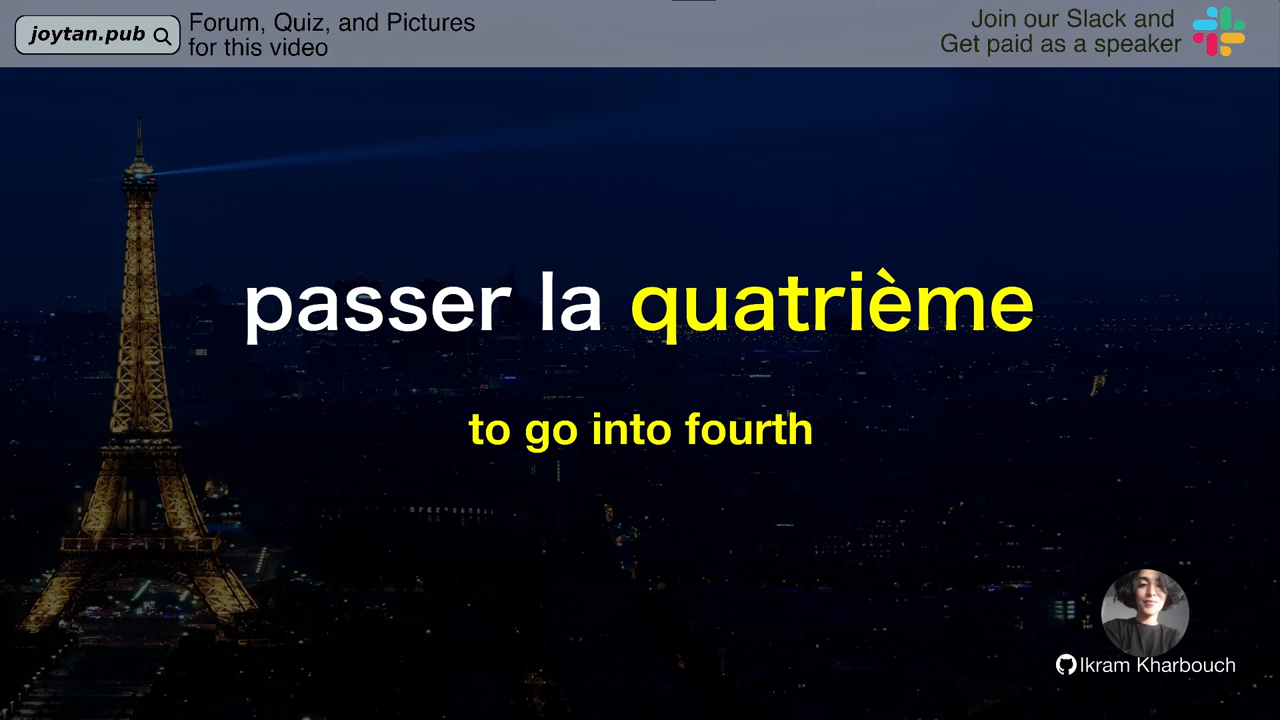 joytan.pub
Forum, Quiz, and Pictures
for this video
Join our Slack and
Get paid as a speaker
passer la quatrième
to go into fourth
Ikram Kharbouch